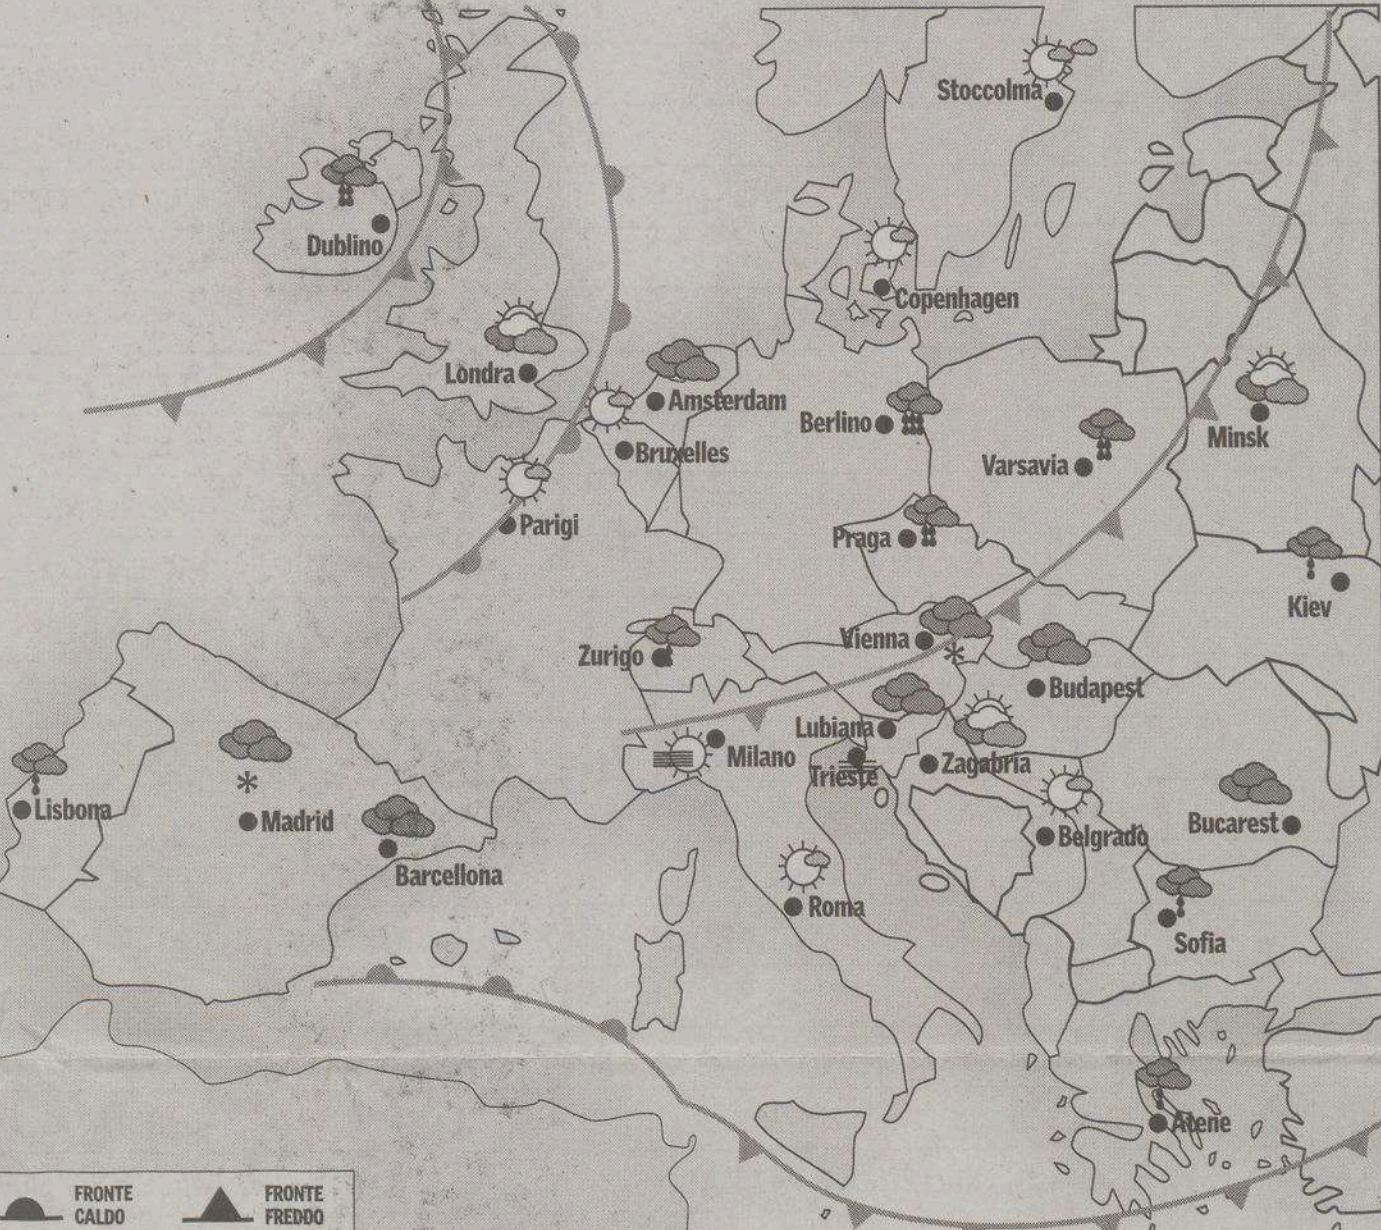 Stoccolma
Dublino
Copenhagen
Londra
Amsterdam
Berlino
Minsk
Bruxelles
Varsavia
Parigi
Praga
Kiev
Vienna
Zurigo
Budapest
Lubiana
Milano
Zagabria
Trieste
Lisbona
Madrid
Bucarest
Belgrado
Barcellona
Roma
Sofia
Atene
FRONTE
CALDO
FRONTE
FREDDO